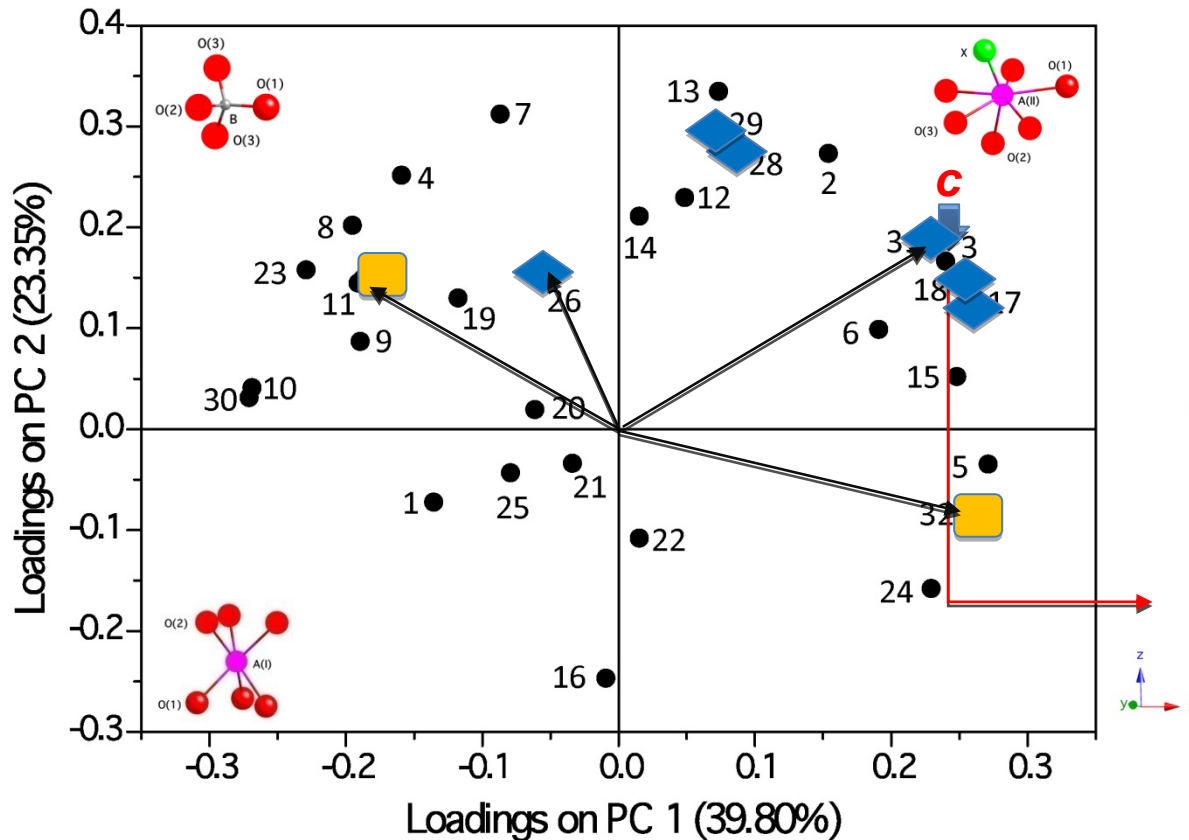 0.4
O(3)
O(1)
O(2)
B
O(3)
X
O(1)
A(II)
O(3)
O(2)
13
7
0.3
29
28
2
4
12
C
8
0.2
14
3
3
23
18
11
26
17
19
0.1
6
9
15
10
30
20
0.0
5
21
1
25
32
-0.1
22
24
O(2)
A(I)
O(1)
-0.2
16
z
y
-0.3
-0.3
-0.2
-0.1
0.0
0.1
0.2
0.3
Loadings on PC 1 (39.80%)
Loadings on PC 2 (23.35%)